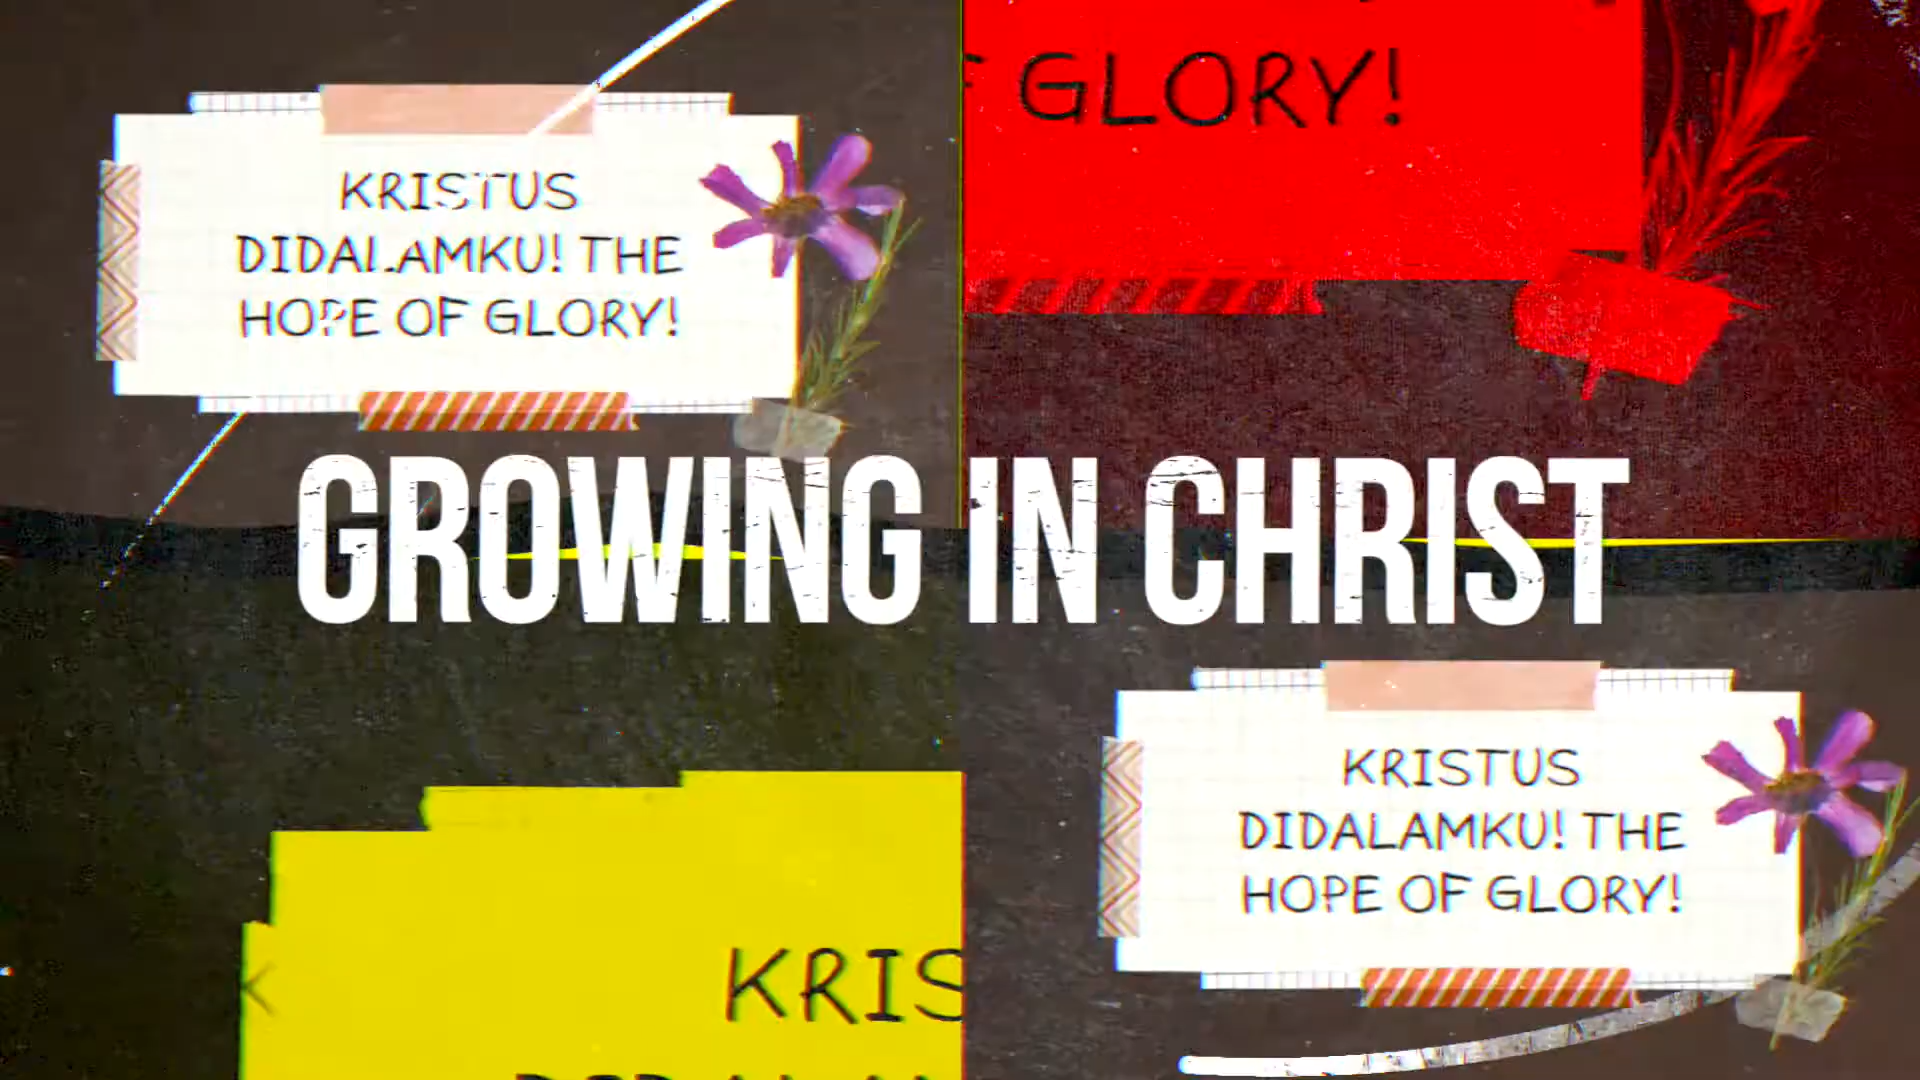 KRISTUS
DIDALAMKU! THE
HOPE OF GLORY!
GLORY!
GROWING IN CHRIST
KRIS
KRISTUS
DIDALAMKU! THE
HOPE OF GLORY!